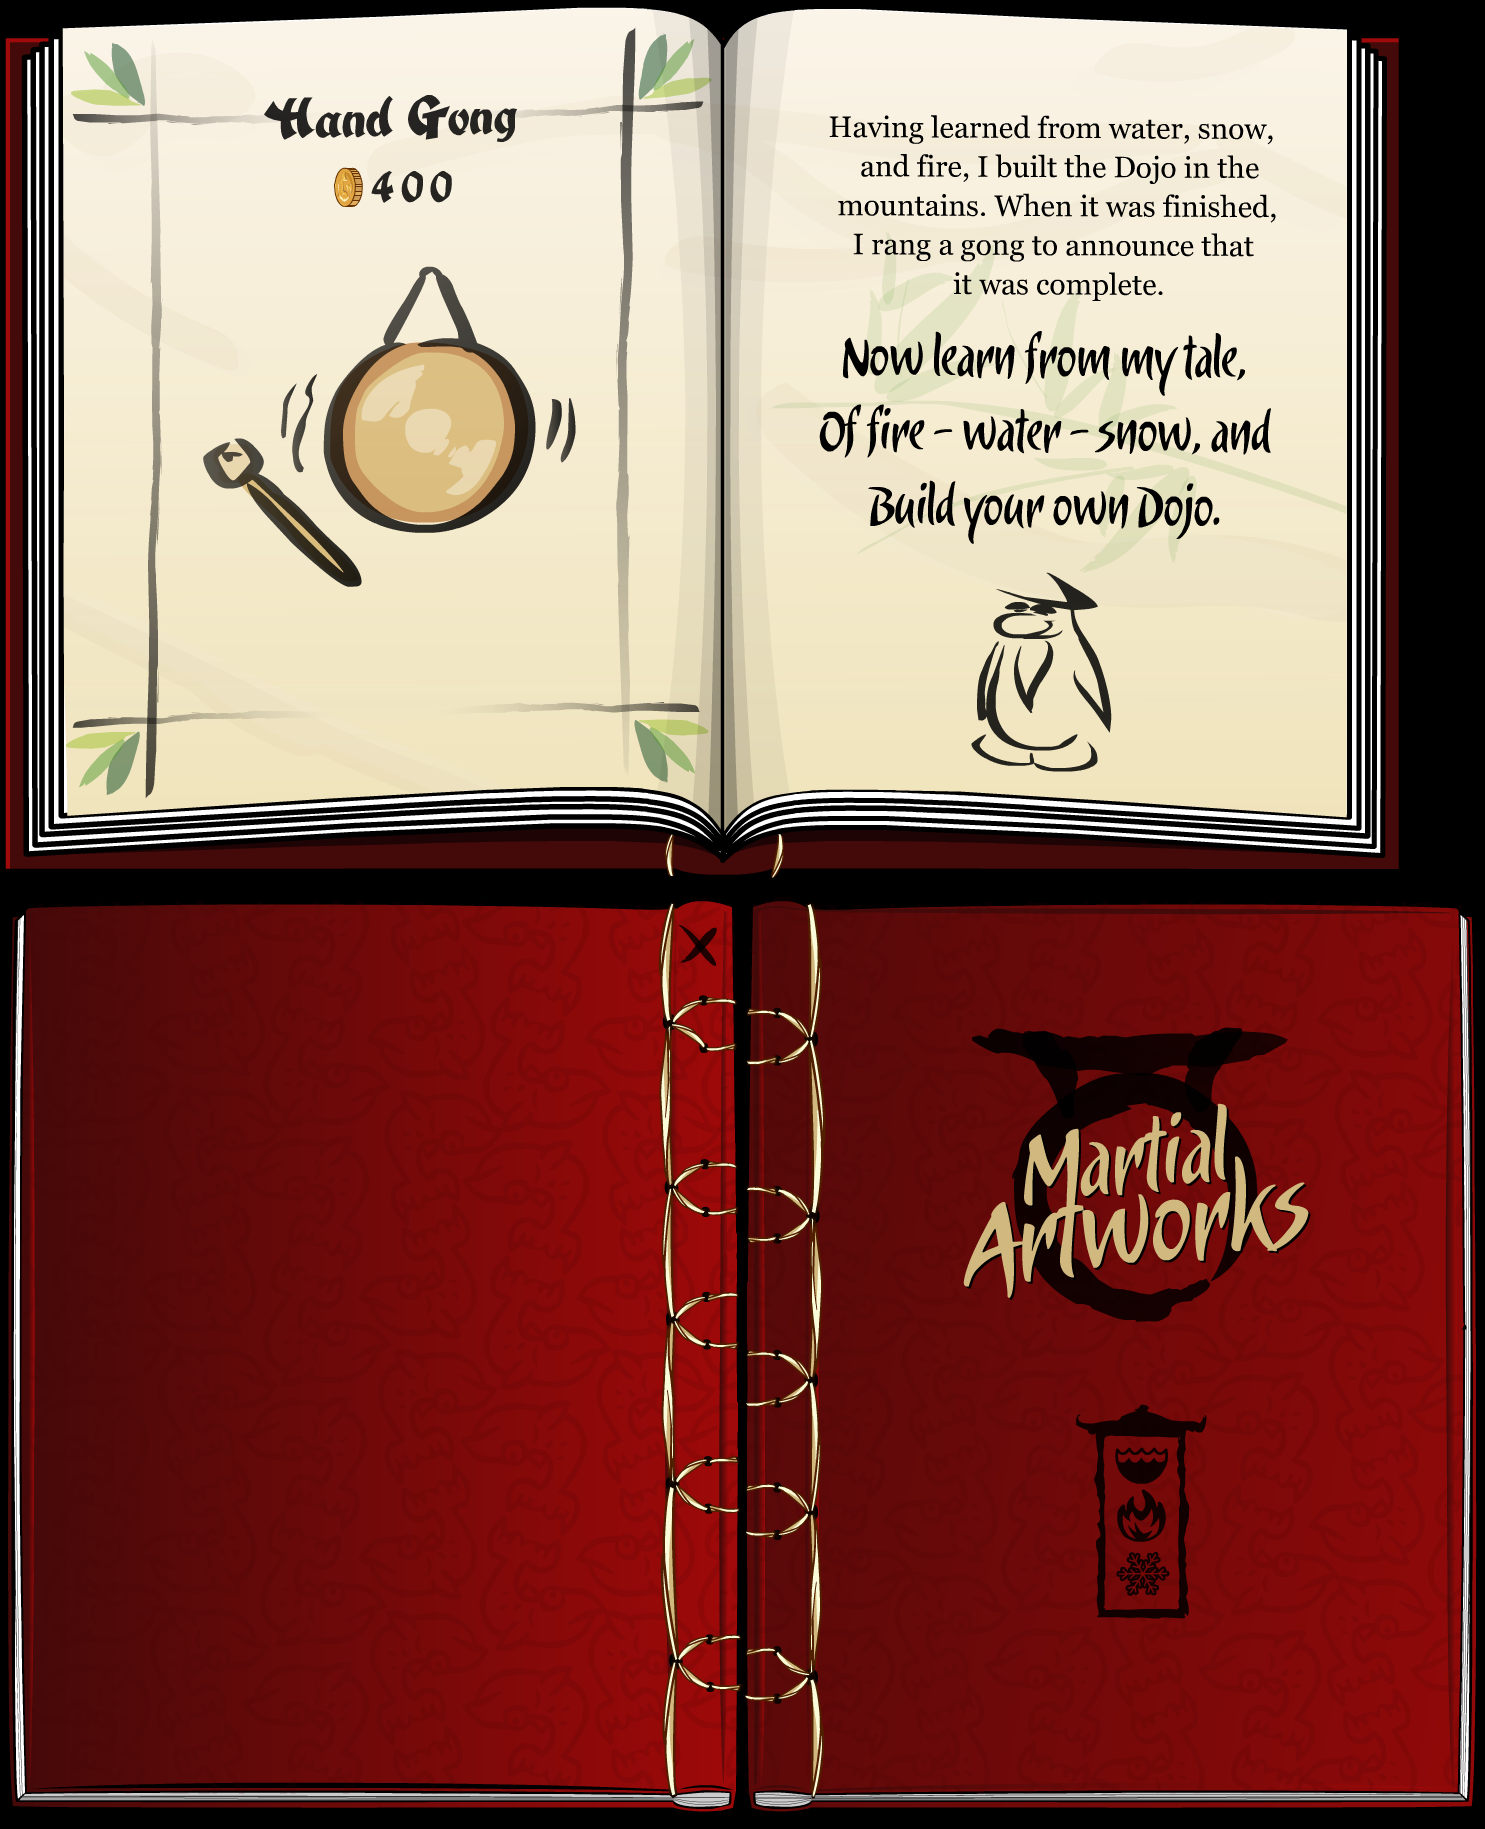 Hand Gong
400
Having learned from water, snow,
and fire, I built the Dojo in the
mountains. When it was finished,
I rang a gong to announce that
it was complete.
Now learn from my tale,
Of fire – water – snow, and
Build your own Dojo.
X
Martial
Artworks